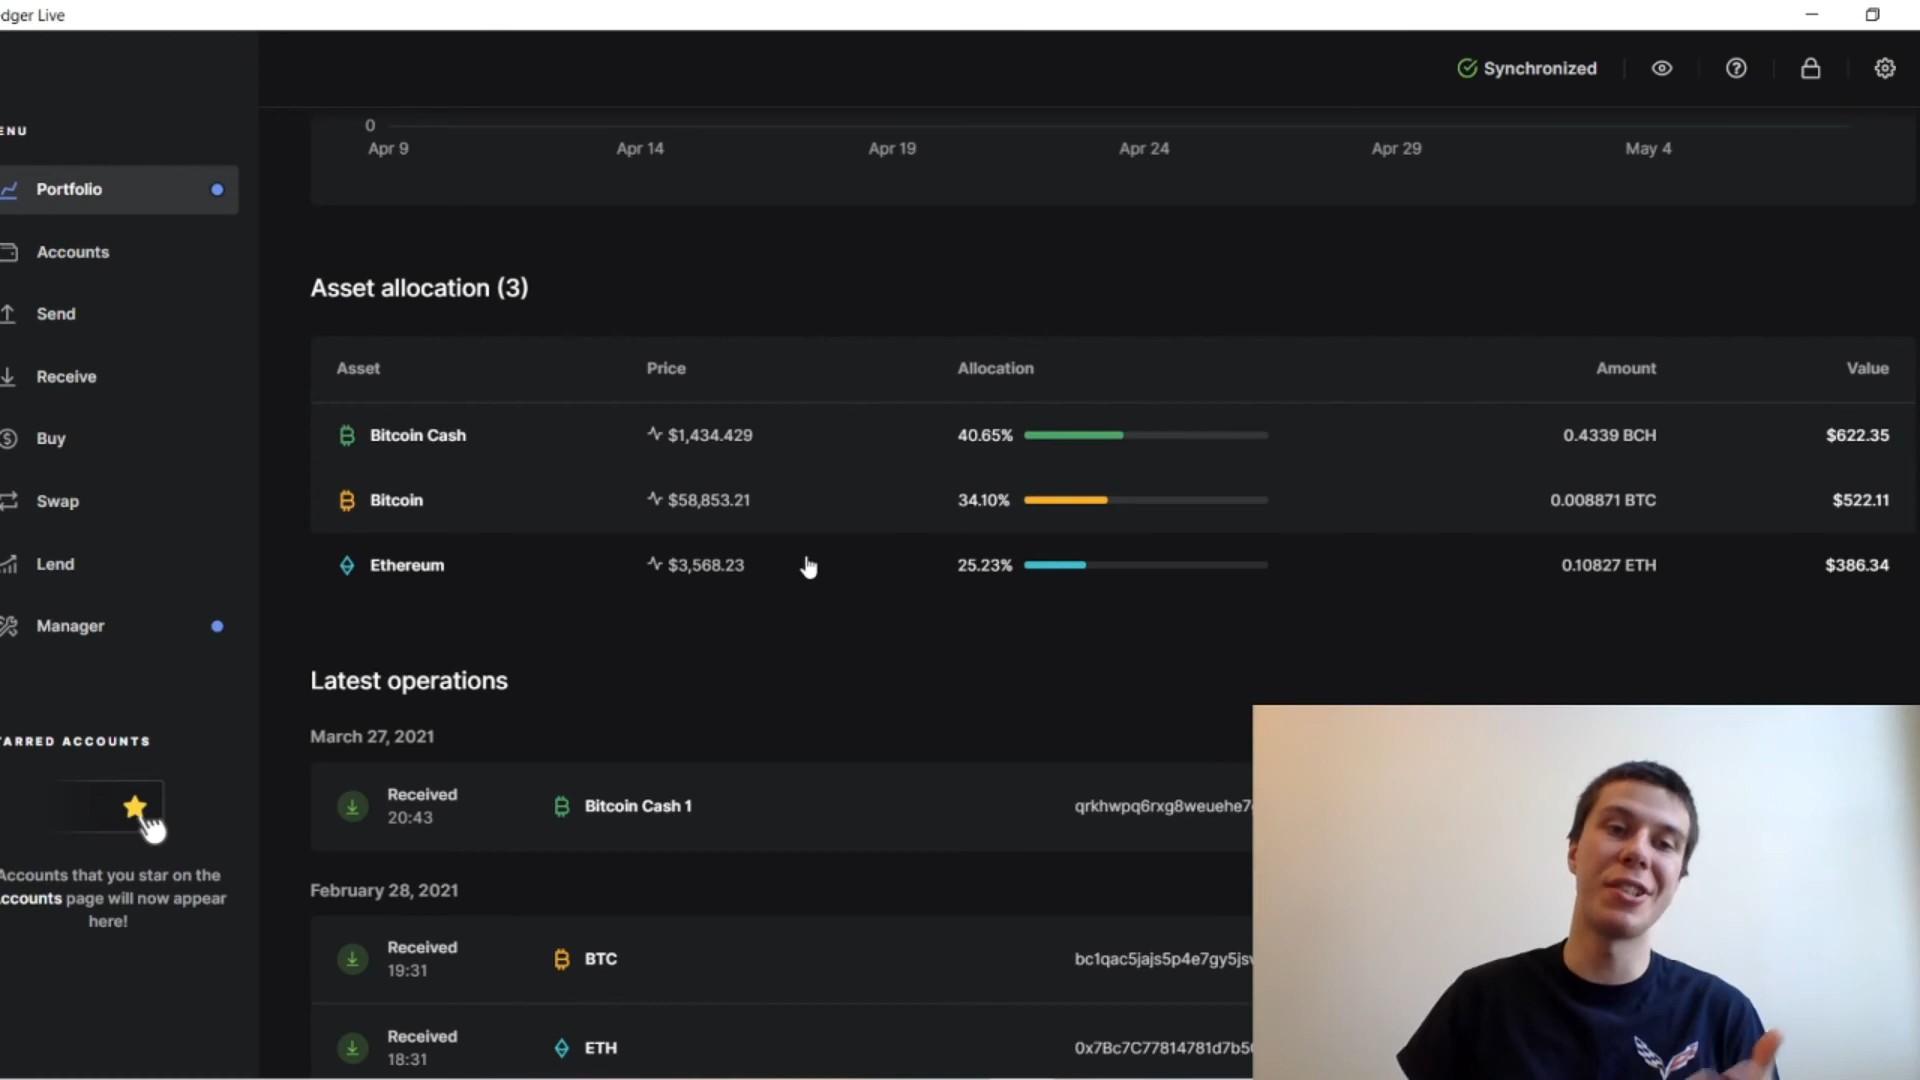 dger Live
Synchronized
ENU
Portfolio
Accounts
Send
Receive
Buy
Swap
Lend
Manager
TARRED ACCOUNTS
Accounts that you star on the
ccounts page will now appear
here!
0
Apr 9 Apr 14 Apr 19 Apr 24 Apr 29 May 4
Asset allocation (3)
Asset Price Allocation Amount Value
Bitcoin Cash $1,434.429 40.65% 0.4339 BCH $622.35
Bitcoin $58,853.21 34.10% 0.008871 BTC $522.11
Ethereum $3,568.23 25.23% 0.10827 ETH $386.34
Latest operations
March 27, 2021
Received
20:43
Bitcoin Cash 1
qrkhwpq6rxg8weuehe7
February 28, 2021
Received
19:31
BTC
bc1qac5jajs5p4e7gy5jsv
Received
18:31
ETH
0x7Bc7C77814781d7b5